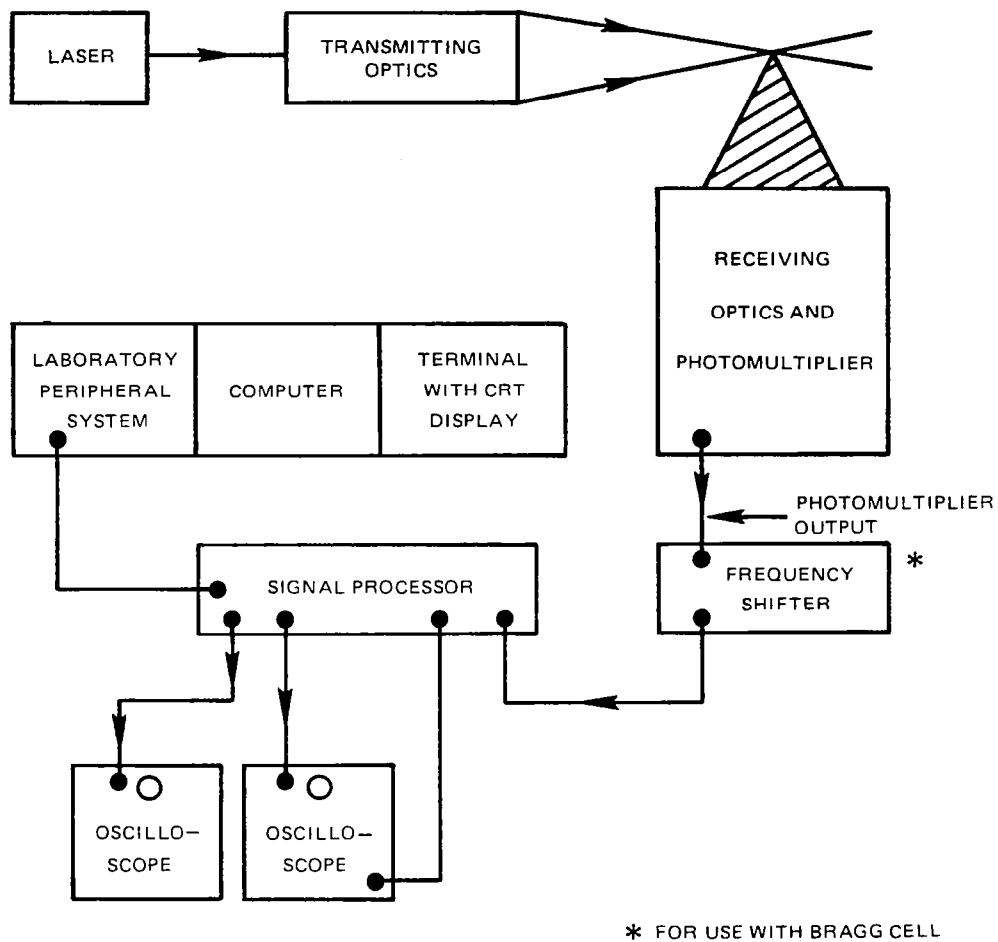 LASER
TRANSMITTING
OPTICS
RECEIVING
OPTICS AND
PHOTOMULTIPLIER
LABORATORY
PERIPHERAL
SYSTEM
COMPUTER
TERMINAL
WITH CRT
DISPLAY
PHOTOMULTIPLIER
OUTPUT
FREQUENCY
SHIFTER
*
SIGNAL PROCESSOR
OSCILLO—
SCOPE
OSCILLO—
SCOPE
* FOR USE WITH BRAGG CELL